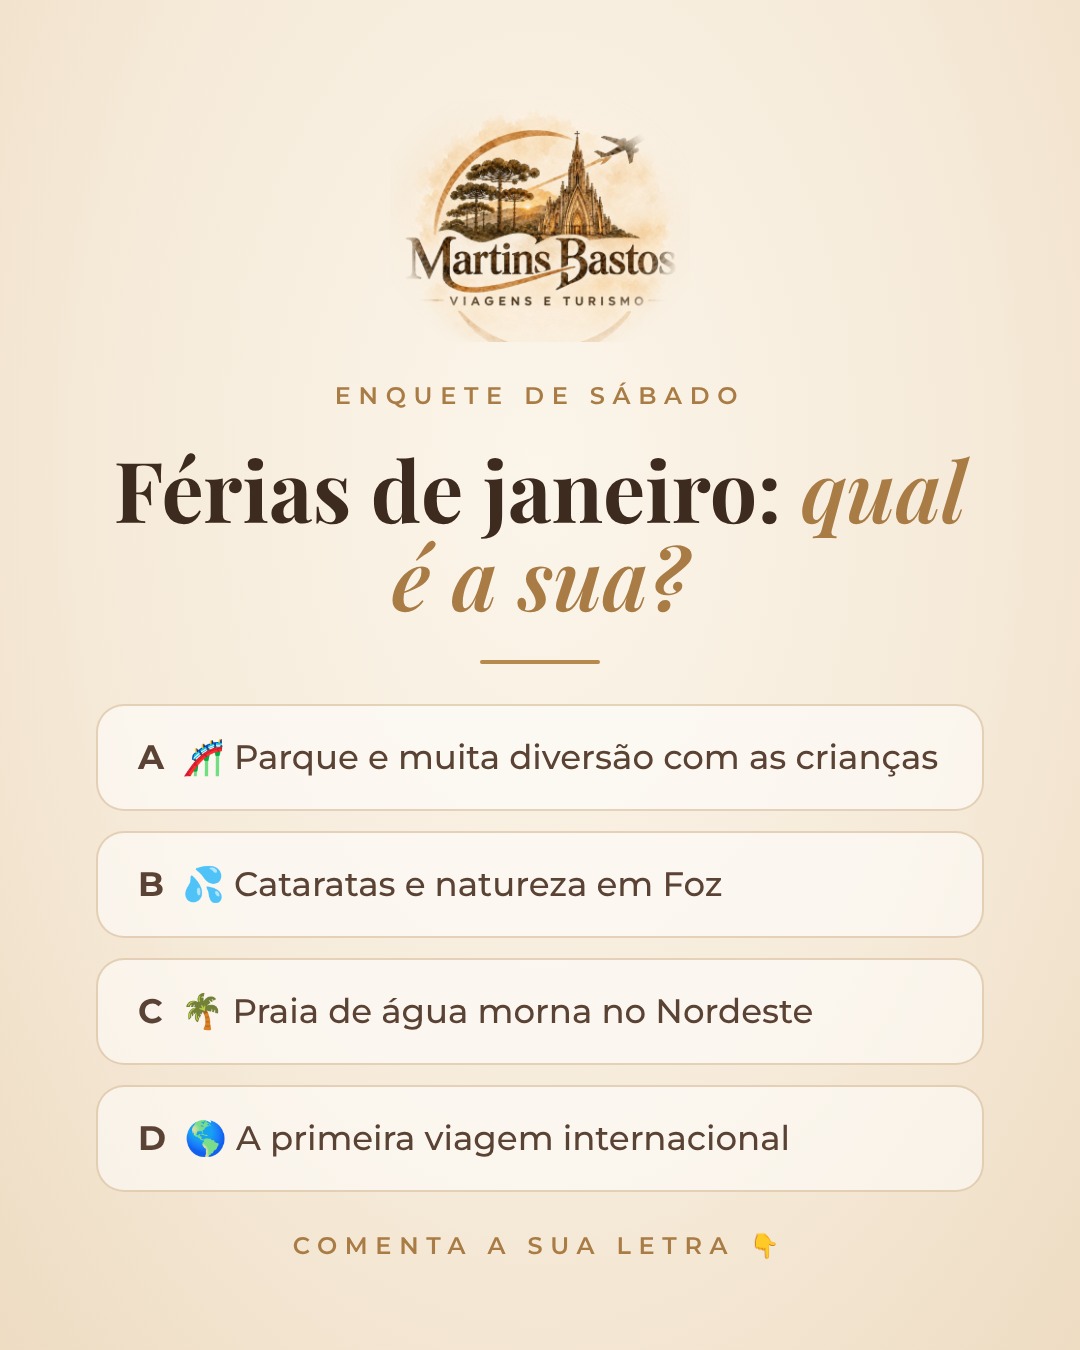 Martins Bastos
VIAGENS E TURISMO
ENQUETE DE SÁBADO
Férias de janeiro: qual
é a sua?
A 🎢 Parque e muita diversão com as crianças
B 💦 Cataratas e natureza em Foz
C 🌴 Praia de água morna no Nordeste
D 🌎 A primeira viagem internacional
COMENTA A SUA LETRA 👇